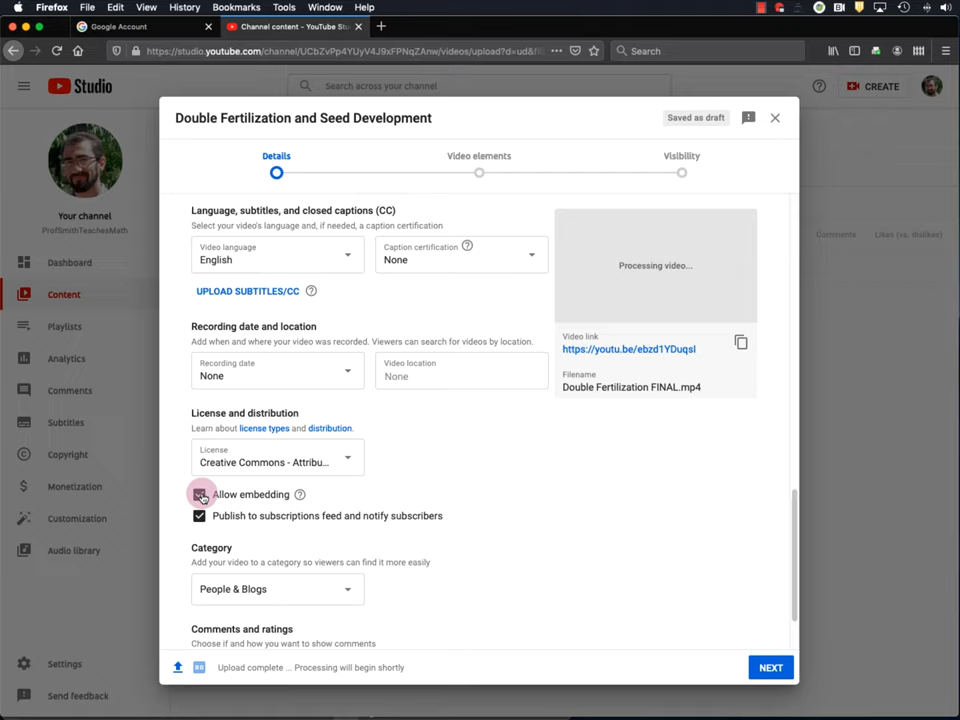 Firefox File Edit View History Bookmarks Tools Window Help
Google Account
Channel content - YouTube Stu
https://studio.youtube.com/channel/UCbZvPp4YUyV4J9xFPNqZAnw/videos/upload?d=ud&fil
Search
Studio
Search across your channel
CREATE
Double Fertilization and Seed Development
Saved as draft
Details
Video elements
Visibility
Your channel
ProfSmithTeachesMath
Dashboard
Content
Playlists
Analytics
Comments
Subtitles
Copyright
Monetization
Customization
Audio library
Settings
Send feedback
Comments
Likes (vs. dislikes)
Language, subtitles, and closed captions (CC)
Select your video's language and, if needed, a caption certification
Video language
English
Caption certification
None
UPLOAD SUBTITLES/CC
Recording date and location
Add when and where your video was recorded. Viewers can search for videos by location.
Recording date
None
Video location
None
License and distribution
Learn about license types and distribution.
License
Creative Commons - Attribu...
Allow embedding
Publish to subscriptions feed and notify subscribers
Category
Add your video to a category so viewers can find it more easily
People & Blogs
Comments and ratings
Choose if and how you want to show comments
Processing video...
Video link
https://youtu.be/ebzd1YDuqsI
Filename
Double Fertilization FINAL.mp4
Upload complete ... Processing will begin shortly
NEXT